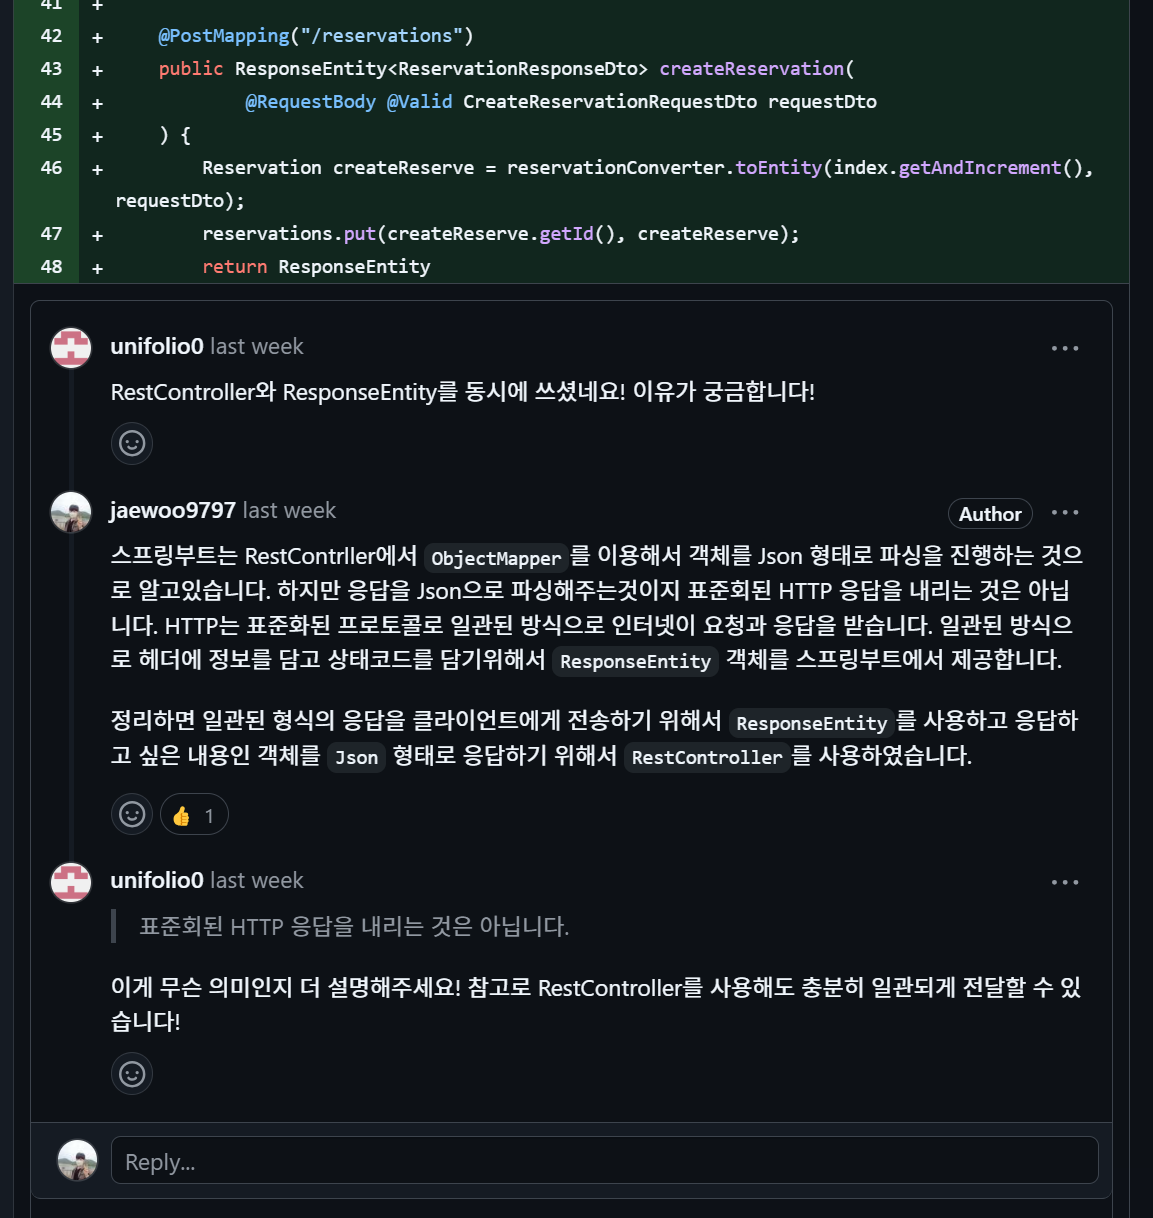 41 +
42 + @PostMapping("/reservations")
43 + public ResponseEntity<ReservationResponseDto> createReservation(
44 + @RequestBody @Valid CreateReservationRequestDto requestDto
45 + ) {
46 + Reservation createReserve = reservationConverter.toEntity(index.getAndIncrement(),
requestDto);
47 + reservations.put(createReserve.getId(), createReserve);
48 + return ResponseEntity
unifolio0 last week
RestController와 ResponseEntity를 동시에 쓰셨네요! 이유가 궁금합니다!
jaewoo9797 last week Author
스프링부트는 RestContrller에서 ObjectMapper 를 이용해서 객체를 Json 형태로 파싱을 진행하는 것으
로 알고있습니다. 하지만 응답을 Json으로 파싱해주는것이지 표준회된 HTTP 응답을 내리는 것은 아닙
니다. HTTP는 표준화된 프로토콜로 일관된 방식으로 인터넷이 요청과 응답을 받습니다. 일관된 방식으
로 헤더에 정보를 담고 상태코드를 담기위해서 ResponseEntity 객체를 스프링부트에서 제공합니다.
정리하면 일관된 형식의 응답을 클라이언트에게 전송하기 위해서 ResponseEntity 를 사용하고 응답하
고 싶은 내용인 객체를 Json 형태로 응답하기 위해서 RestController 를 사용하였습니다.
1
unifolio0 last week
표준회된 HTTP 응답을 내리는 것은 아닙니다.
이게 무슨 의미인지 더 설명해주세요! 참고로 RestController를 사용해도 충분히 일관되게 전달할 수 있
습니다!
Reply...